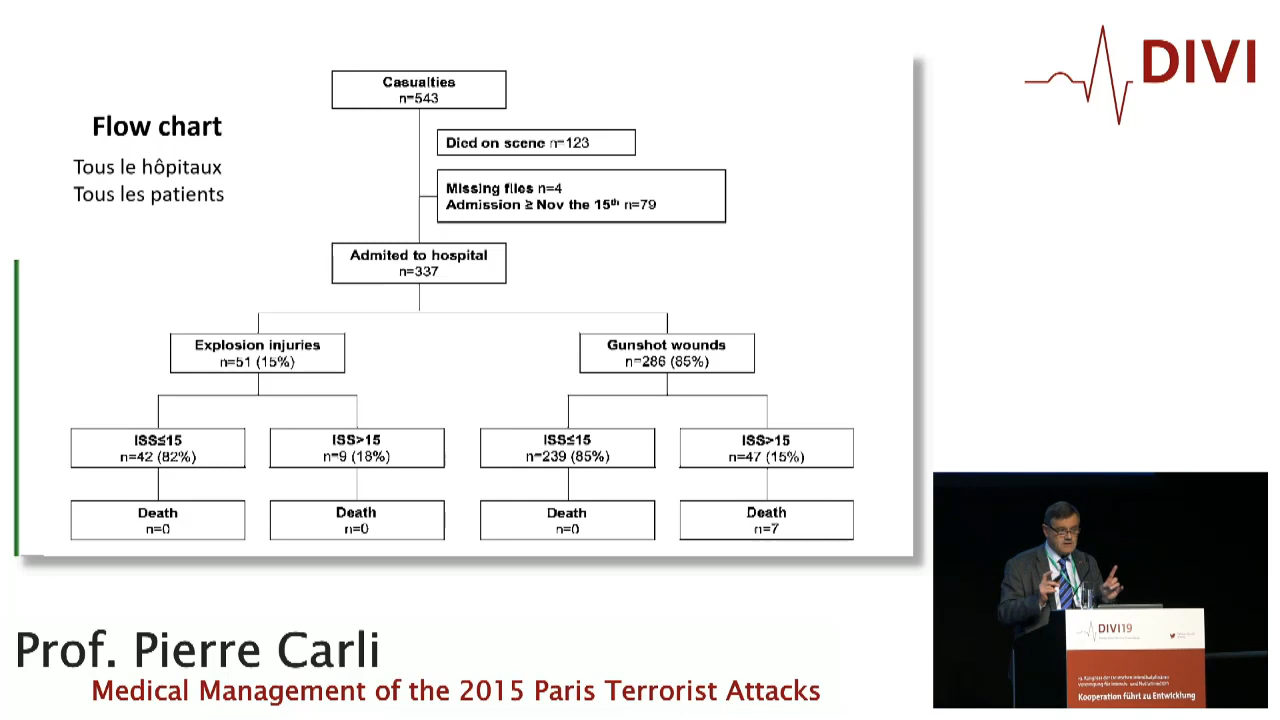 DIVI
Flow chart
Tous le hôpitaux
Tous les patients
Casualties
n=543
Died on scene n=123
Missing files n=4
Admission ≥ Nov the 15th n=79
Admited to hospital
n=337
Explosion injuries
n=51 (15%)
Gunshot wounds
n=286 (85%)
ISS≤15
n=42 (82%)
ISS>15
n=9 (18%)
ISS≤15
n=239 (85%)
ISS>15
n=47 (15%)
Death
n=0
Death
n=0
Death
n=0
Death
n=7
DIVI19
Kooperation führt zu Entwicklung
Prof. Pierre Carli
Medical Management of the 2015 Paris Terrorist Attacks